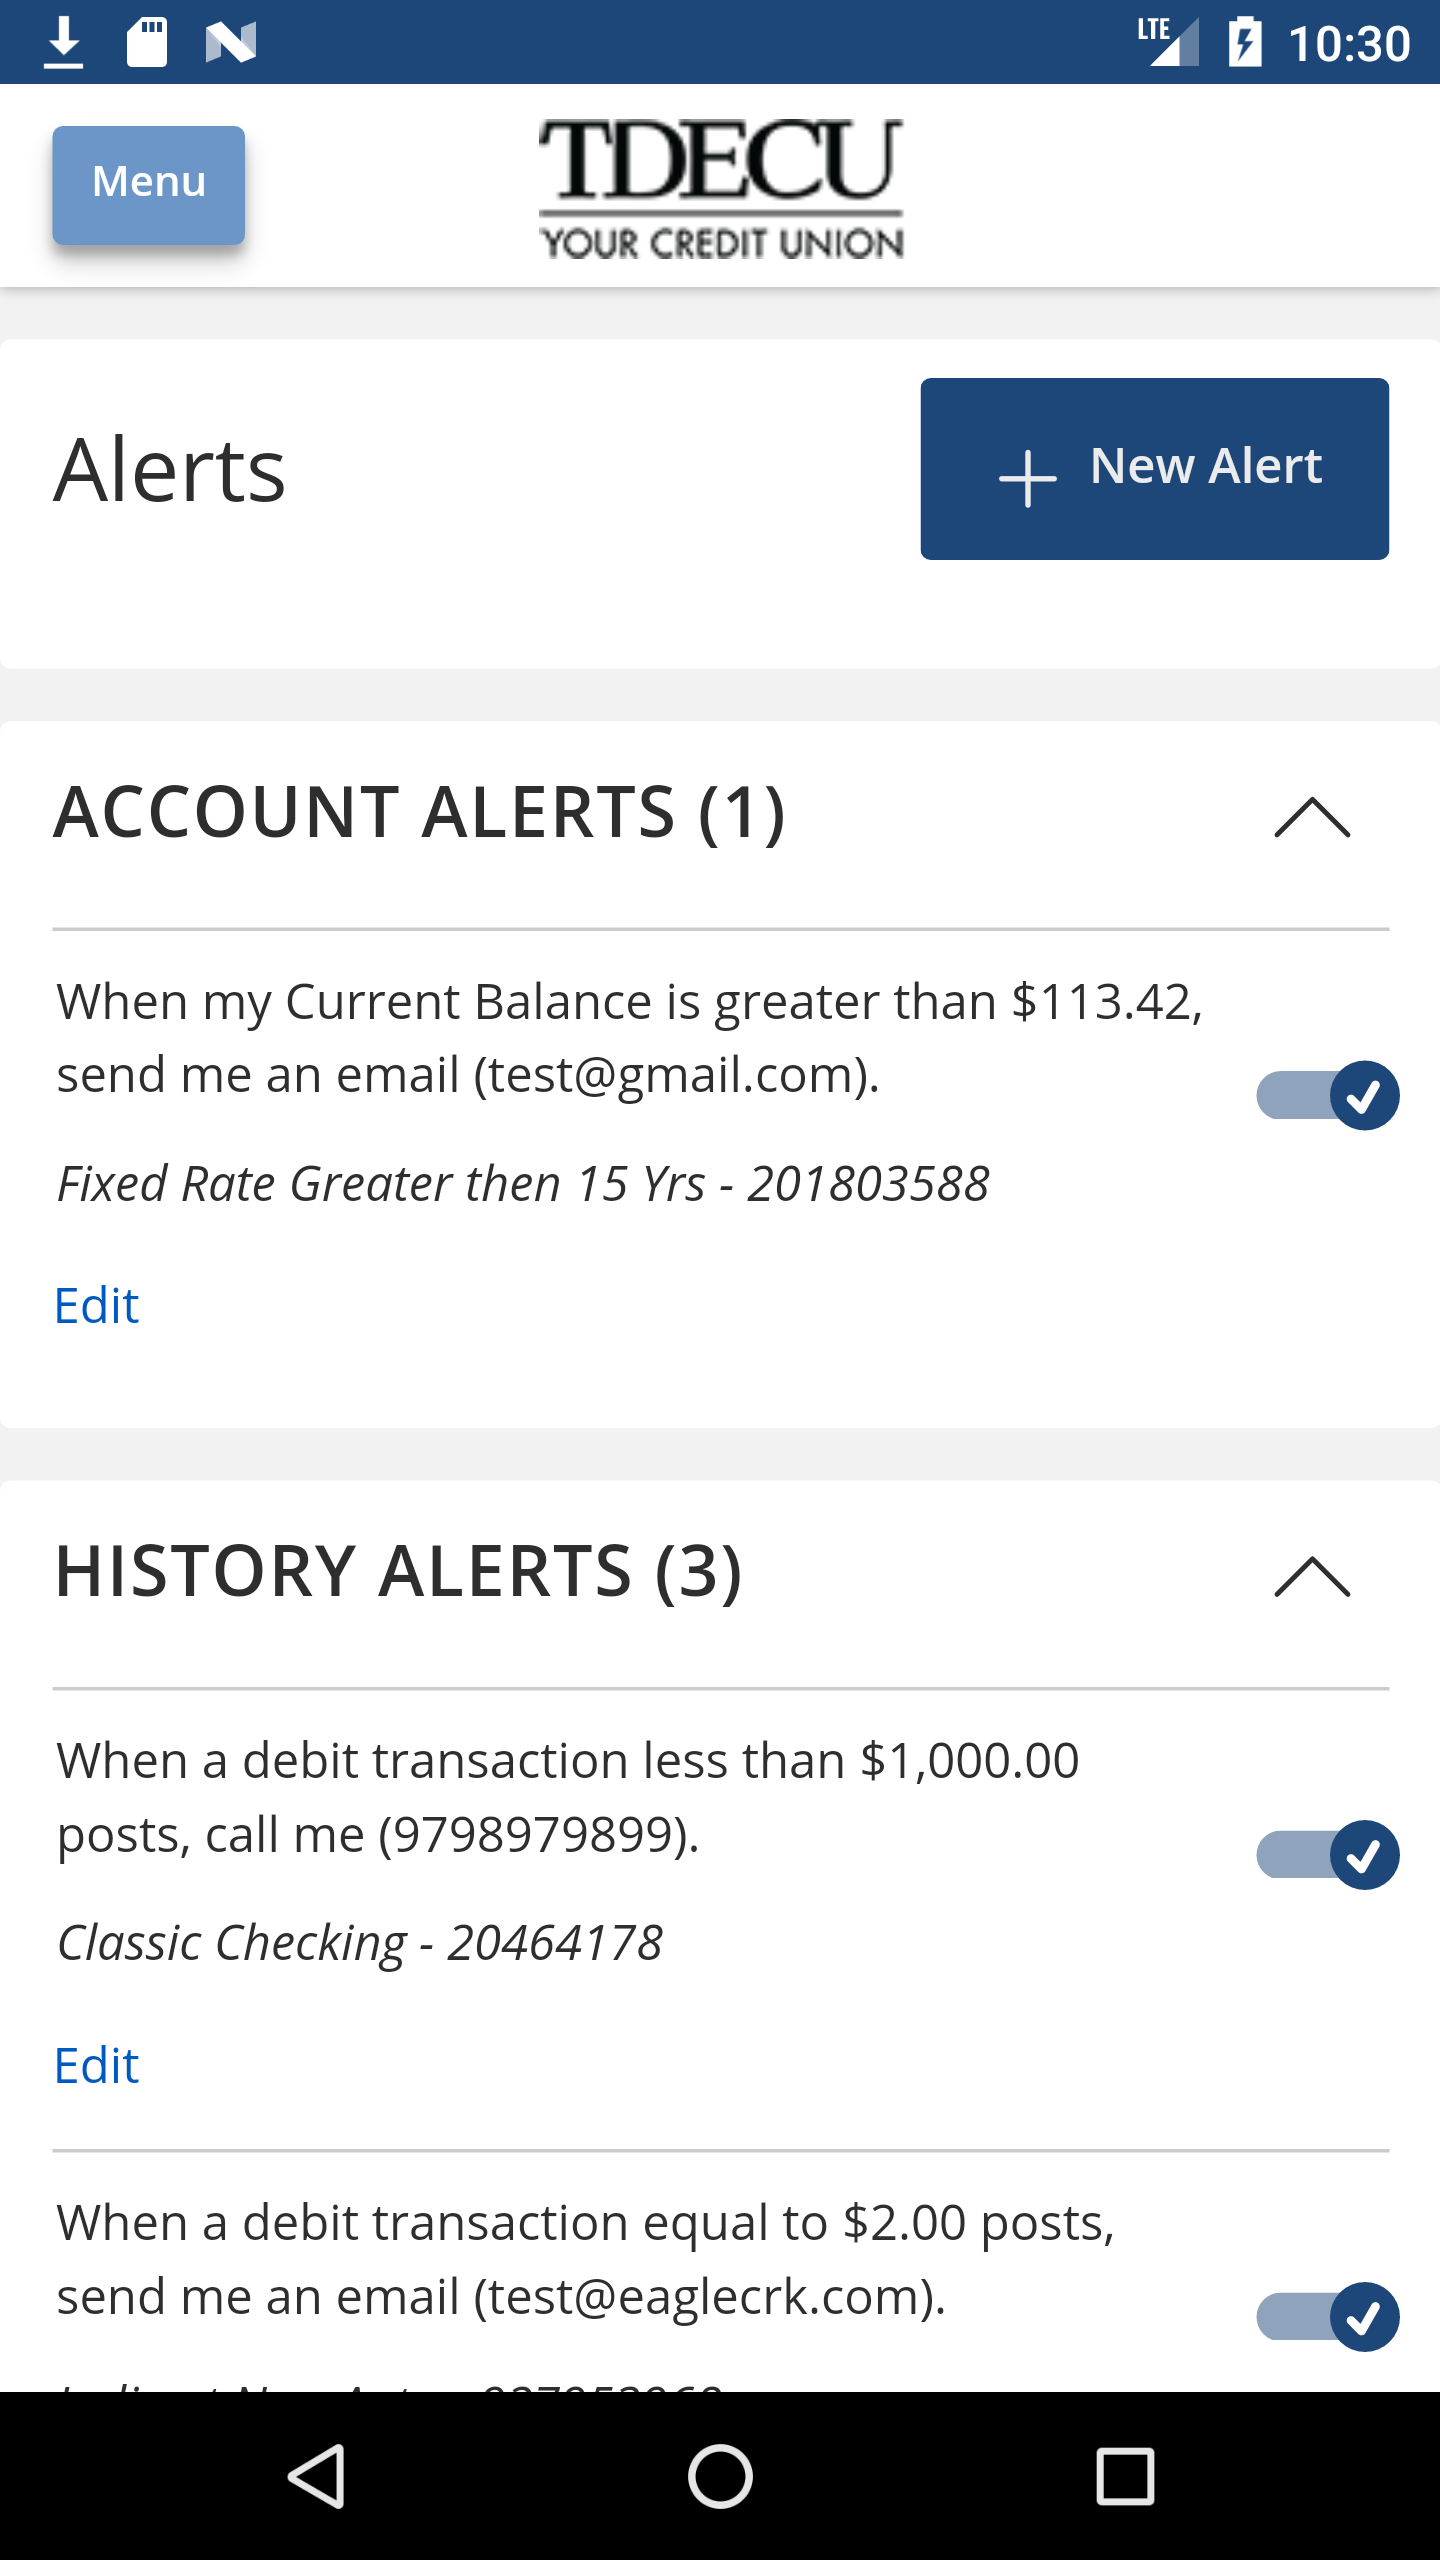 LTE 10:30
Menu
TDECU
YOUR CREDIT UNION
Alerts
New Alert
ACCOUNT ALERTS (1)
When my Current Balance is greater than $113.42,
send me an email (test@gmail.com).
Fixed Rate Greater then 15 Yrs - 201803588
Edit
HISTORY ALERTS (3)
When a debit transaction less than $1,000.00
posts, call me (9798979899).
Classic Checking - 20464178
Edit
When a debit transaction equal to $2.00 posts,
send me an email (test@eaglecrk.com).